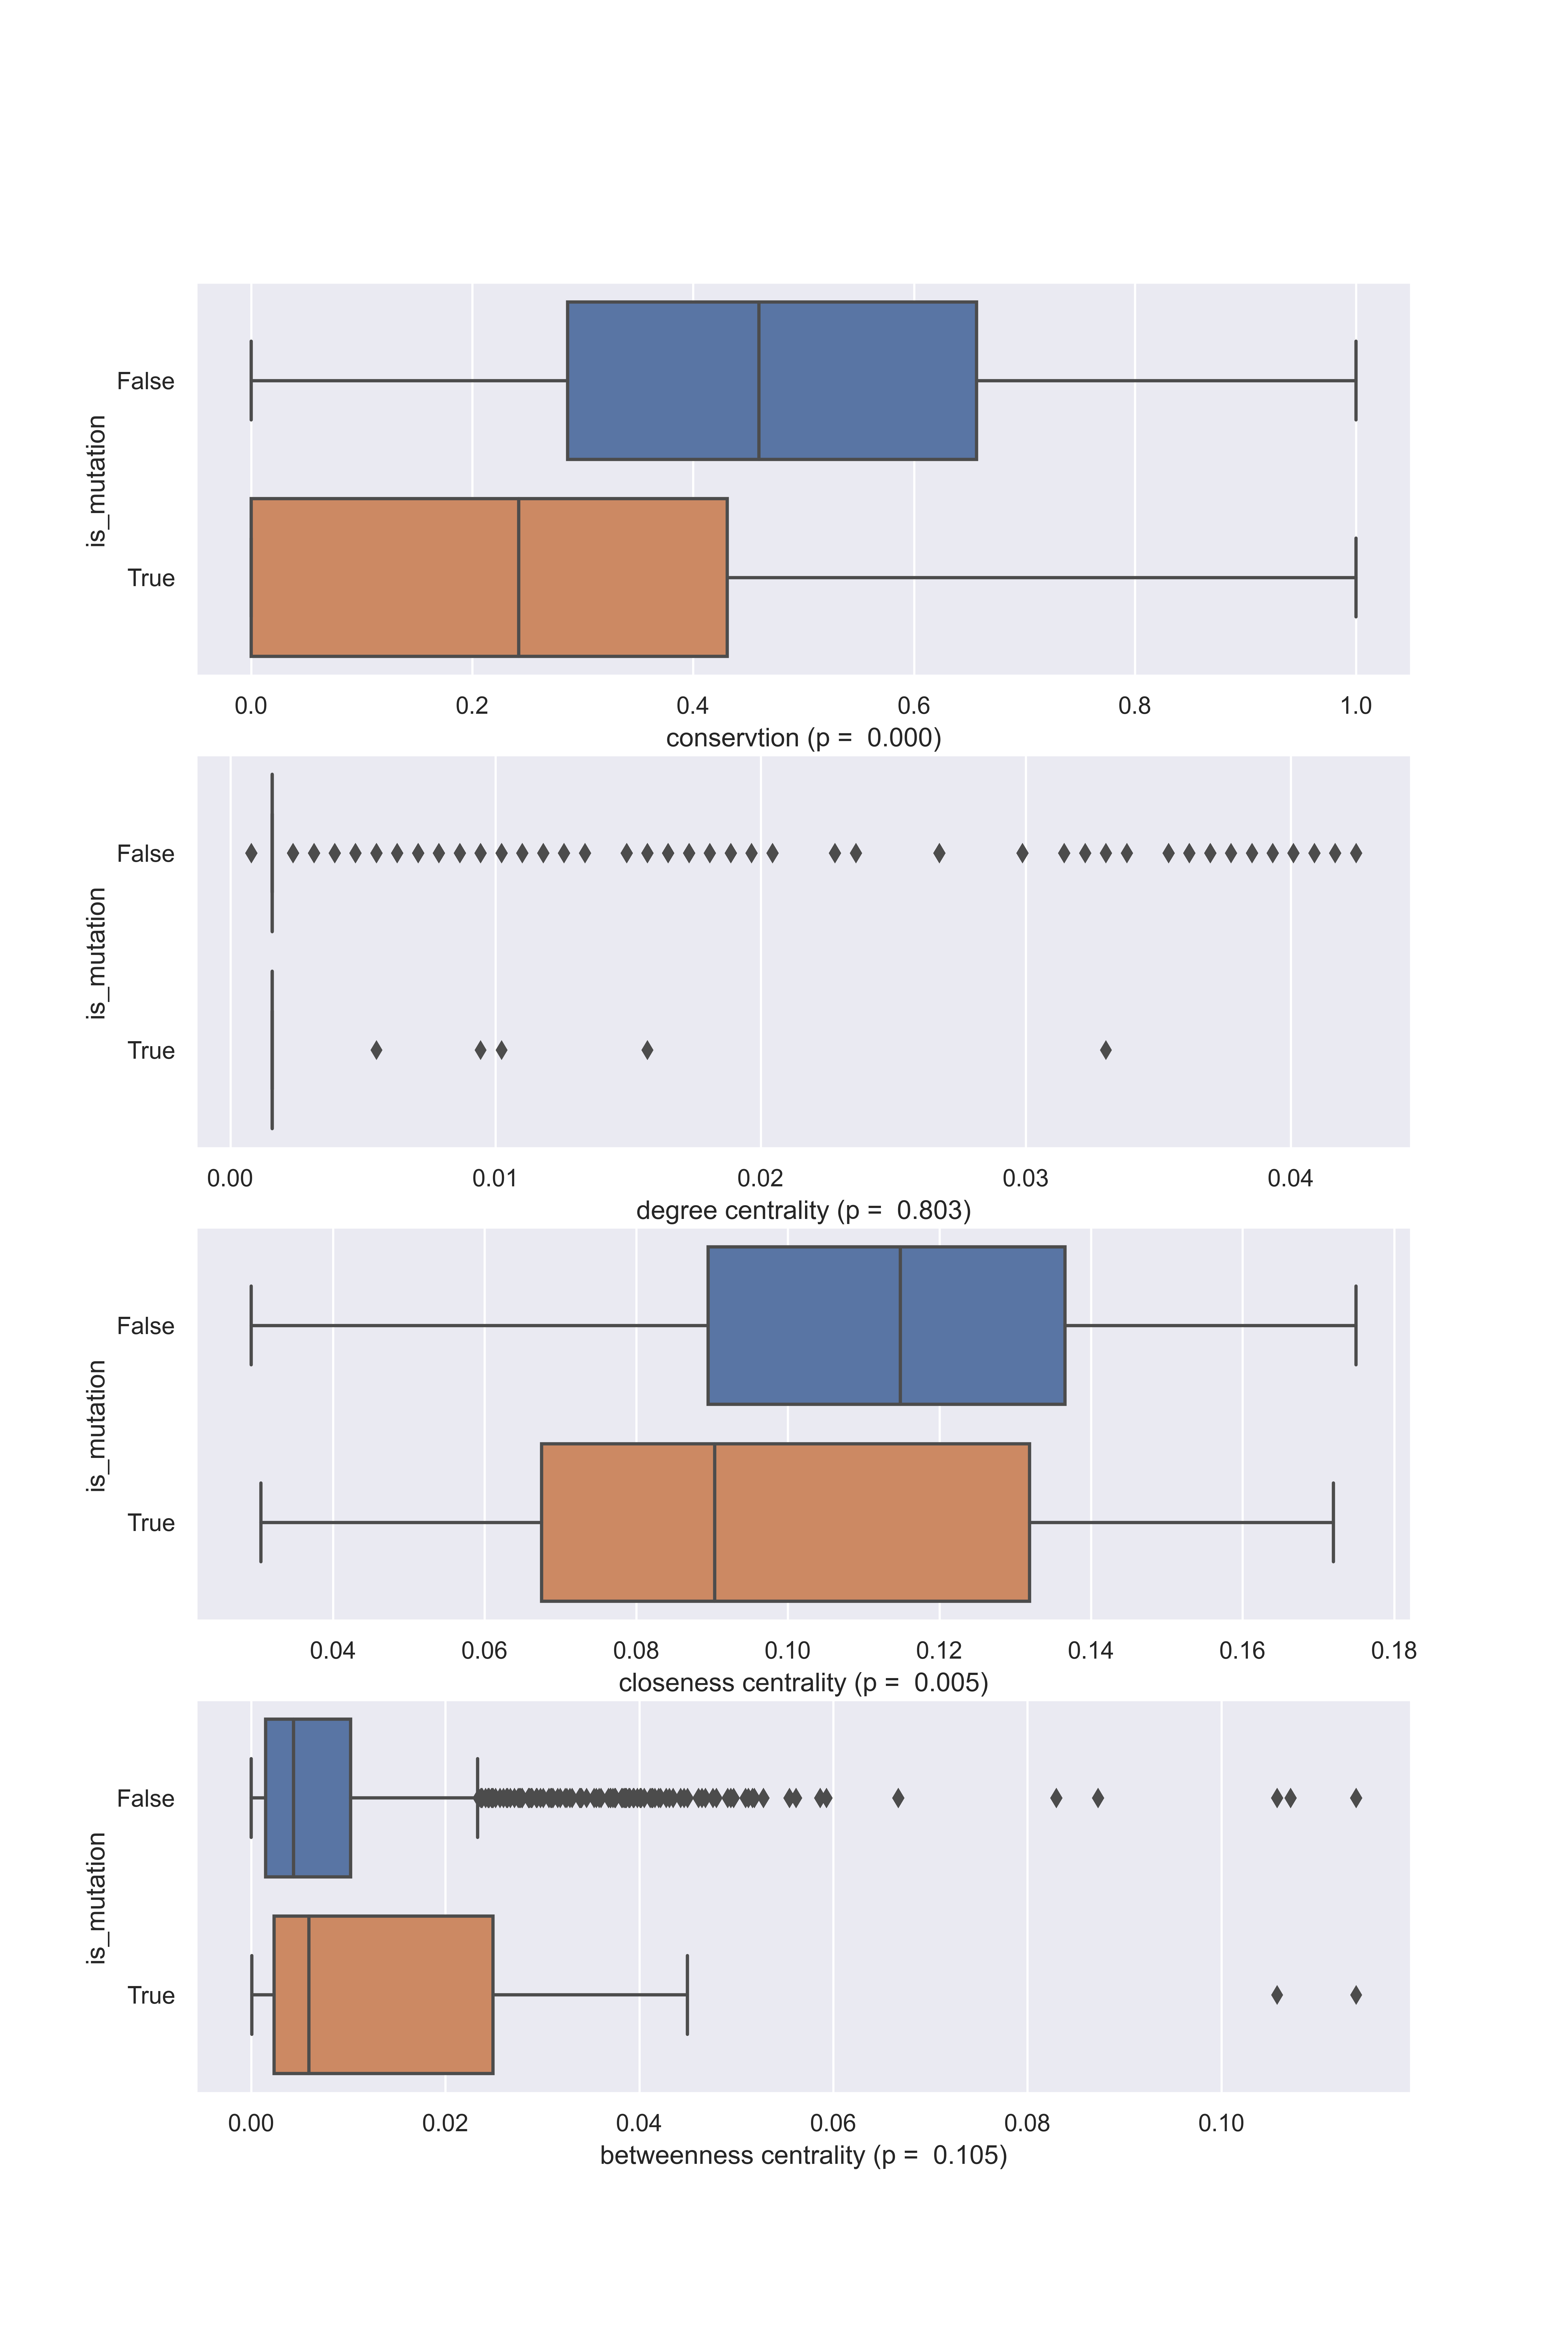 False
True
is_mutation
0.0 0.2 0.4 0.6 0.8 1.0
conservtion (p =  0.000)
False
True
is_mutation
0.00 0.01 0.02 0.03 0.04
degree centrality (p =  0.803)
False
True
is_mutation
0.04 0.06 0.08 0.10 0.12 0.14 0.16 0.18
closeness centrality (p =  0.005)
False
True
is_mutation
0.00 0.02 0.04 0.06 0.08 0.10
betweenness centrality (p =  0.105)